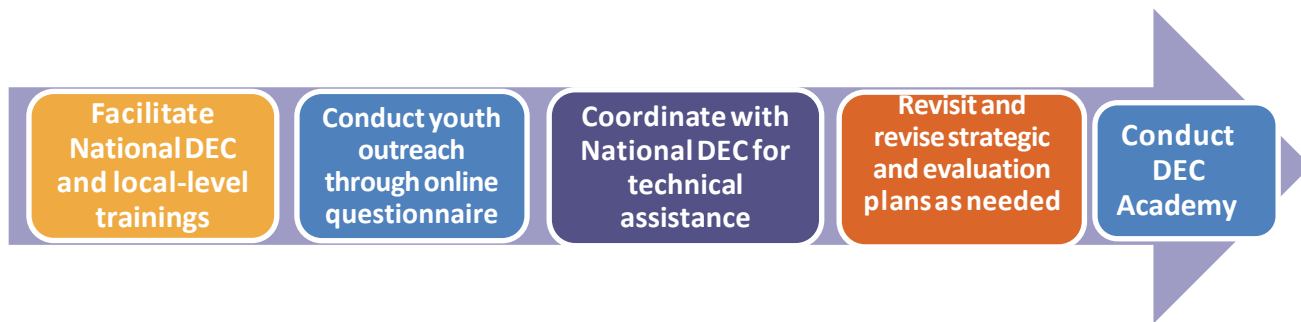 Facilitate
National DEC
and local-level
trainings
Conduct youth
outreach
through online
questionnaire
Coordinate with
National DEC for
technical
assistance
Revisit and
revise strategic
and evaluation
plans as needed
Conduct
DEC
Academy